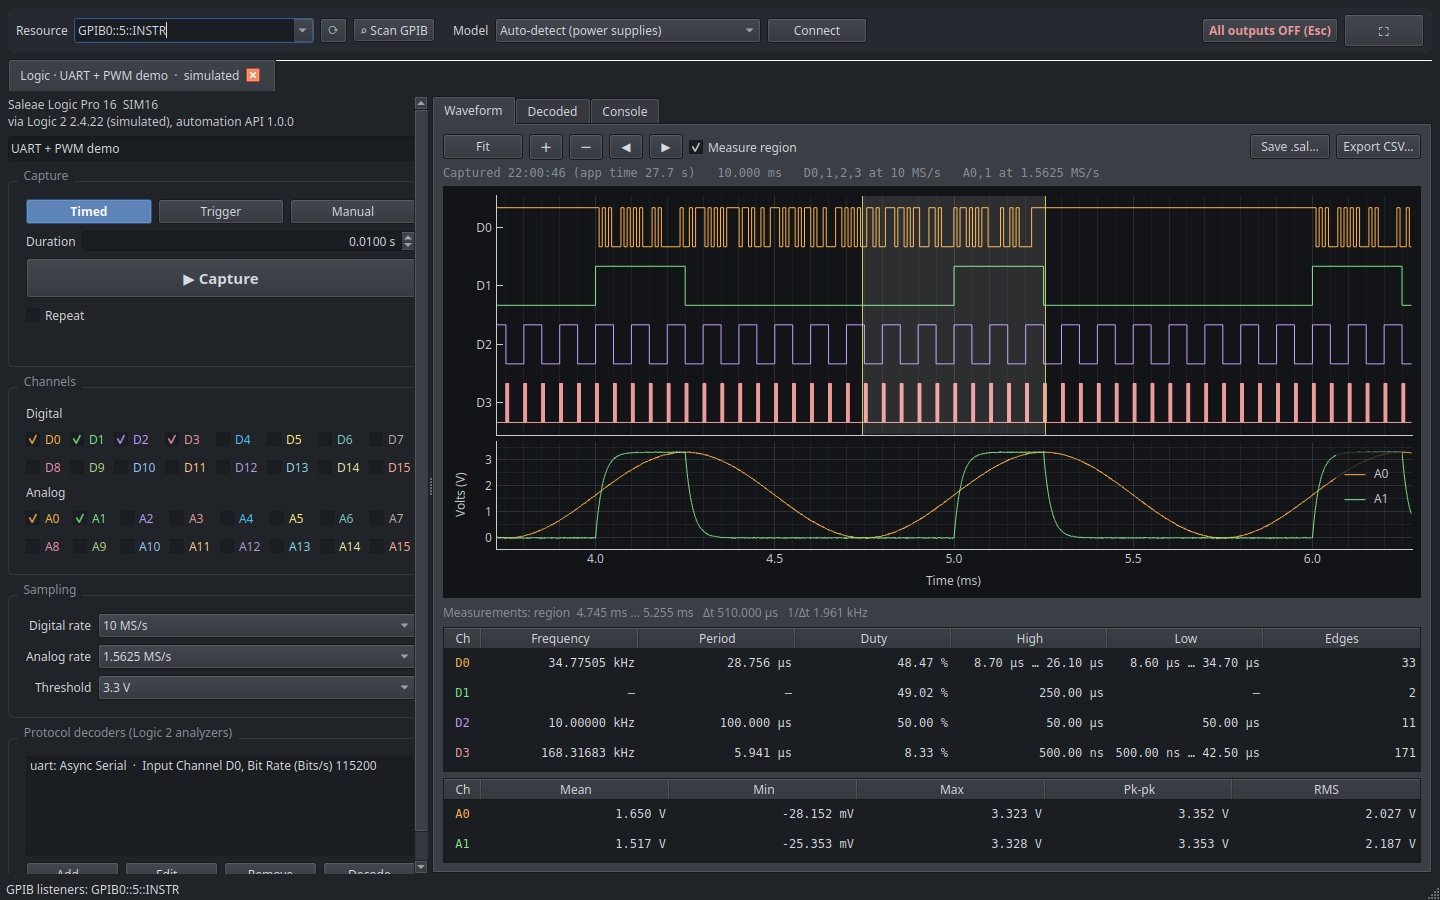 Resource GPIB0::5::INSTR ⟳ ⌕ Scan GPIB Model Auto-detect (power supplies) Connect All outputs OFF (Esc)
Logic · UART + PWM demo · simulated
Saleae Logic Pro 16 SIM16
via Logic 2 2.4.22 (simulated), automation API 1.0.0
UART + PWM demo
Capture
Timed Trigger Manual
Duration 0.0100 s
▶ Capture
Repeat
Channels
Digital
D0 D1 D2 D3 D4 D5 D6 D7
D8 D9 D10 D11 D12 D13 D14 D15
Analog
A0 A1 A2 A3 A4 A5 A6 A7
A8 A9 A10 A11 A12 A13 A14 A15
Sampling
Digital rate 10 MS/s
Analog rate 1.5625 MS/s
Threshold 3.3 V
Protocol decoders (Logic 2 analyzers)
uart: Async Serial · Input Channel D0, Bit Rate (Bits/s) 115200
Add... Edit... Remove Decode
Waveform Decoded Console
Fit + − ◀ ▶ Measure region Save .sal... Export CSV...
Captured 22:00:46 (app time 27.7 s) 10.000 ms D0,1,2,3 at 10 MS/s A0,1 at 1.5625 MS/s
D0
D1
D2
D3
Volts (V)
3
2
1
0
A0
A1
4.0 4.5 5.0 5.5 6.0
Time (ms)
Measurements: region 4.745 ms ... 5.255 ms Δt 510.000 µs 1/Δt 1.961 kHz
Ch Frequency Period Duty High Low Edges
D0 34.77505 kHz 28.756 µs 48.47 % 8.70 µs … 26.10 µs 8.60 µs … 34.70 µs 33
D1 — — 49.02 % 250.00 µs — 2
D2 10.00000 kHz 100.000 µs 50.00 % 50.00 µs 50.00 µs 11
D3 168.31683 kHz 5.941 µs 8.33 % 500.00 ns 500.00 ns … 42.50 µs 171
Ch Mean Min Max Pk-pk RMS
A0 1.650 V -28.152 mV 3.323 V 3.352 V 2.027 V
A1 1.517 V -25.353 mV 3.328 V 3.353 V 2.187 V
GPIB listeners: GPIB0::5::INSTR